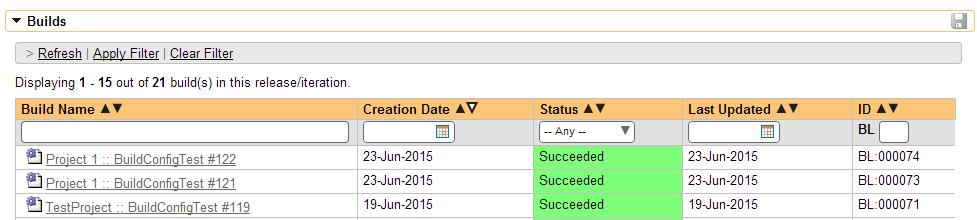 Builds
> Refresh | Apply Filter | Clear Filter
Displaying 1 - 15 out of 21 build(s) in this release/iteration.
Build Name ▲▼ Creation Date ▲▽ Status ▲▼ Last Updated ▲▼ ID ▲▼
-- Any -- BL
Project 1 :: BuildConfigTest #122 23-Jun-2015 Succeeded 23-Jun-2015 BL:000074
Project 1 :: BuildConfigTest #121 23-Jun-2015 Succeeded 23-Jun-2015 BL:000073
TestProject :: BuildConfigTest #119 19-Jun-2015 Succeeded 19-Jun-2015 BL:000071